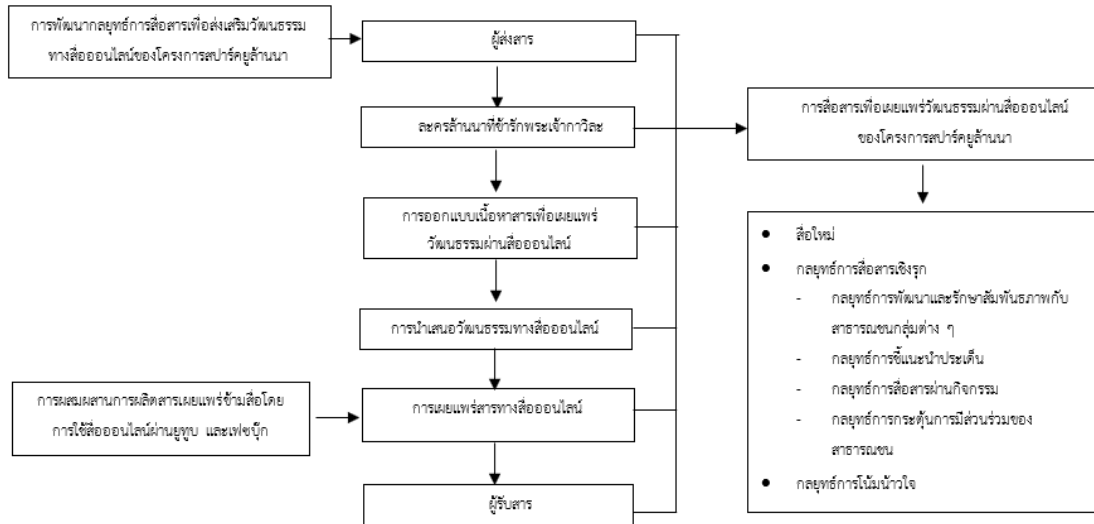 การพัฒนากลยุทธ์การสื่อสารเพื่อส่งเสริมวัฒนธรรม
ทางสื่อออนไลน์ของโครงการสปาร์คยูล้านนา
ผู้ส่งสาร
ละครล้านนาที่ข้ารักพระเจ้ากาวิละ
การออกแบบเนื้อหาสารเพื่อเผยแพร่
วัฒนธรรมผ่านสื่อออนไลน์
การนำเสนอวัฒนธรรมทางสื่อออนไลน์
การผสมผสานการผลิตสารเผยแพร่ข้ามสื่อโดย
การใช้สื่อออนไลน์ผ่านยูทูบ และเฟซบุ๊ก
การเผยแพร่สารทางสื่อออนไลน์
ผู้รับสาร
การสื่อสารเพื่อเผยแพร่วัฒนธรรมผ่านสื่อออนไลน์
ของโครงการสปาร์คยูล้านนา
● สื่อใหม่
● กลยุทธ์การสื่อสารเชิงรุก
- กลยุทธ์การพัฒนาและรักษาสัมพันธภาพกับ
สาธารณชนกลุ่มต่าง ๆ
- กลยุทธ์การชี้แนะนำประเด็น
- กลยุทธ์การสื่อสารผ่านกิจกรรม
- กลยุทธ์การกระตุ้นการมีส่วนร่วมของ
สาธารณชน
● กลยุทธ์การโน้มน้าวใจ